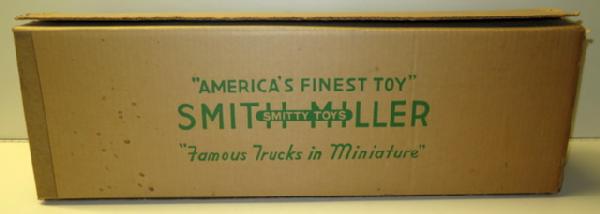 "AMERICA'S FINEST TOY"
SMITH-MILLER
SMITTY TOYS
"Famous Trucks in Miniature"